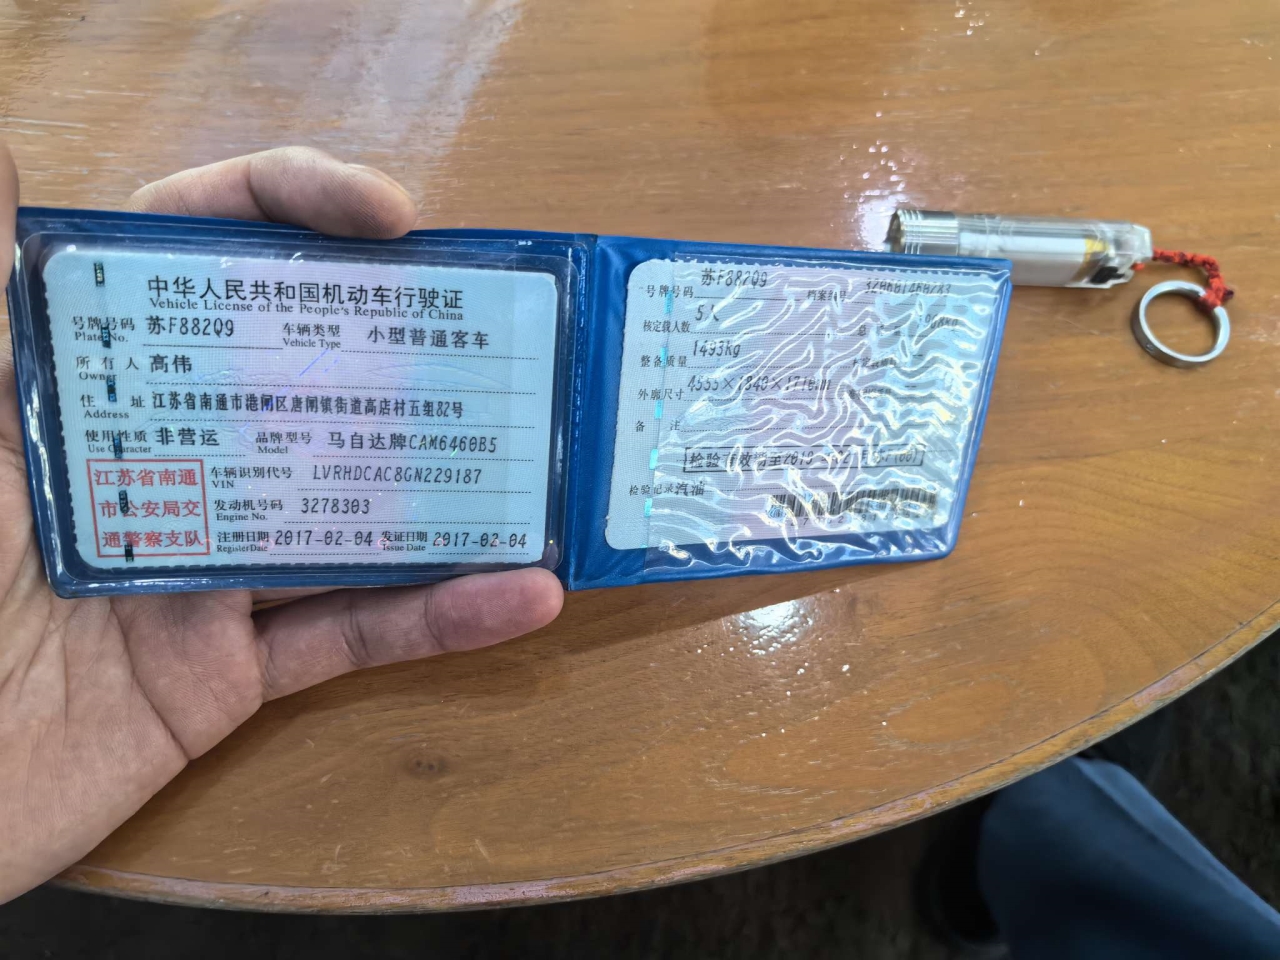 中华人民共和国机动车行驶证
Vehicle License of the People's Republic of China
号牌号码 苏F882Q9 车辆类型 小型普通客车
Plate No. Vehicle Type
所有人 高伟
Owner
住址 江苏省南通市港闸区唐闸镇街道高店村五组82号
Address
使用性质 非营运 品牌型号 马自达牌CAM6460B5
Use Character Model
江苏省南通
市公安局交
通警察支队
车辆识别代号 LVRHDCAC8GN229187
VIN
发动机号码 3278303
Engine No.
注册日期 2017-02-04 发证日期 2017-02-04
Register Date Issue Date
号牌号码 苏F882Q9 档案编号
核定载人数 5人
整备质量 1493kg
外廓尺寸
备注
检验记录 汽油